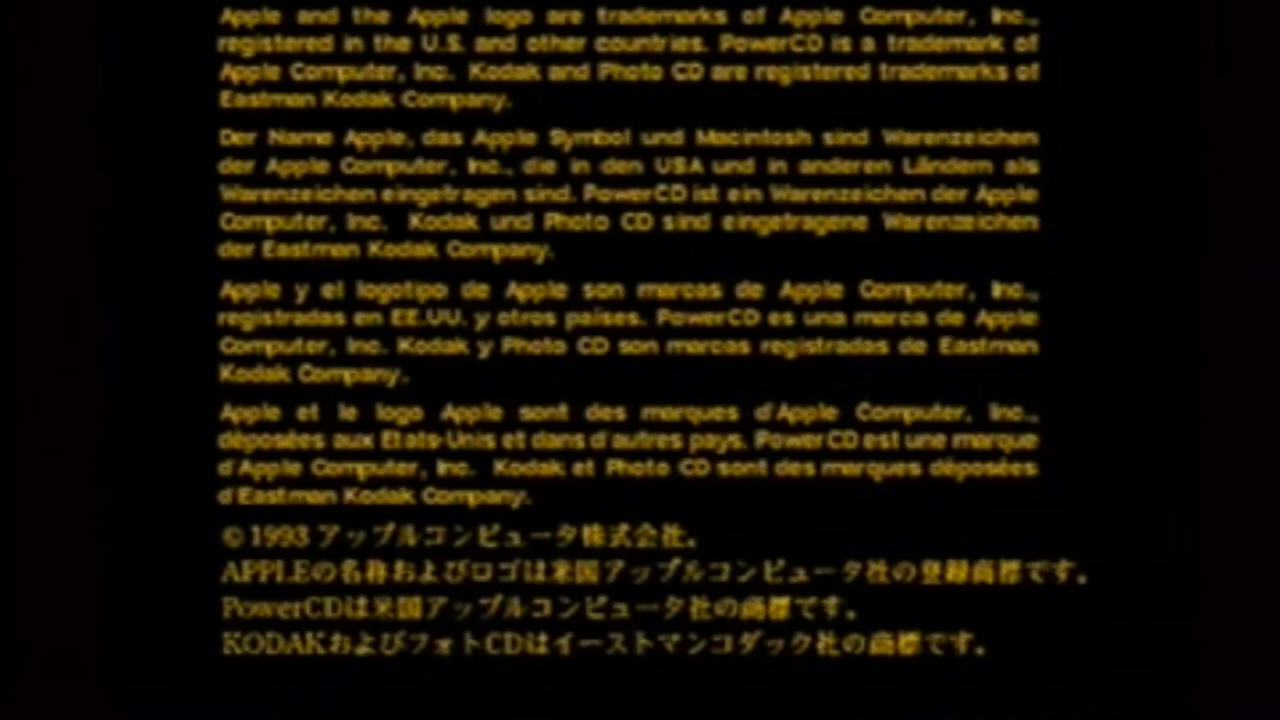 Apple and the Apple logo are trademarks of Apple Computer, Inc.,
registered in the U.S. and other countries. PowerCD is a trademark of
Apple Computer, Inc. Kodak and Photo CD are registered trademarks of
Eastman Kodak Company.
Der Name Apple, das Apple Symbol und Macintosh sind Warenzeichen
der Apple Computer, Inc., die in den USA und in anderen Ländern als
Warenzeichen eingetragen sind. PowerCD ist ein Warenzeichen der Apple
Computer, Inc. Kodak und Photo CD sind eingetragene Warenzeichen
der Eastman Kodak Company.
Apple y el logotipo de Apple son marcas de Apple Computer, Inc.,
registradas en EE.UU. y otros países. PowerCD es una marca de Apple
Computer, Inc. Kodak y Photo CD son marcas registradas de Eastman
Kodak Company.
Apple et le logo Apple sont des marques d'Apple Computer, Inc.,
déposées aux Etats-Unis et dans d'autres pays. PowerCD est une marque
d'Apple Computer, Inc. Kodak et Photo CD sont des marques déposées
d'Eastman Kodak Company.
© 1993 アップルコンピュータ株式会社。
APPLEの名称およびロゴは米国アップルコンピュータ社の登録商標です。
PowerCDは米国アップルコンピュータ社の商標です。
KODAKおよびフォトCDはイーストマンコダック社の商標です。